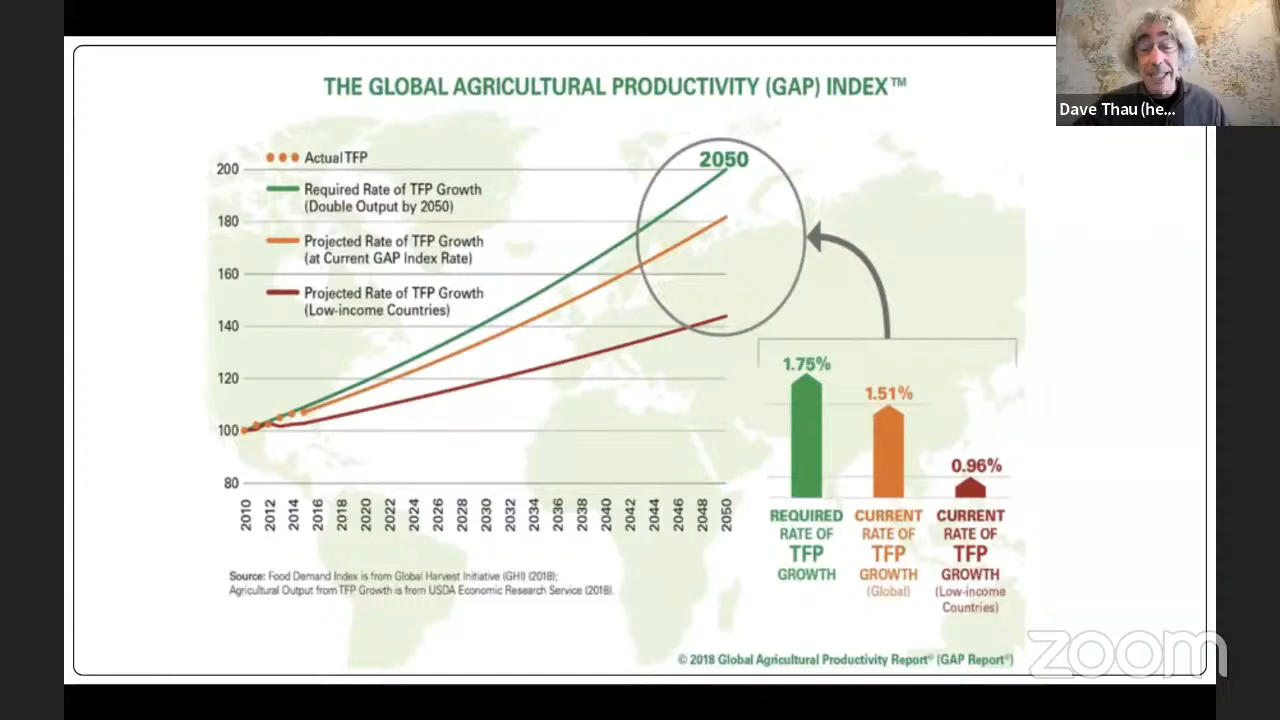 THE GLOBAL AGRICULTURAL PRODUCTIVITY (GAP) INDEX™
Dave Thau (he...
Actual TFP
Required Rate of TFP Growth
(Double Output by 2050)
Projected Rate of TFP Growth
(at Current GAP Index Rate)
Projected Rate of TFP Growth
(Low-income Countries)
2050
200
180
160
140
120
100
80
2010
2012
2014
2016
2018
2020
2022
2024
2026
2028
2030
2032
2034
2036
2038
2040
2042
2044
2046
2048
2050
1.75%
1.51%
0.96%
REQUIRED
RATE OF
TFP
GROWTH
CURRENT
RATE OF
TFP
GROWTH
(Global)
CURRENT
RATE OF
TFP
GROWTH
(Low-income
Countries)
Source: Food Demand Index is from Global Harvest Initiative (GHI) (2018);
Agricultural Output from TFP Growth is from USDA Economic Research Service (2018).
© 2018 Global Agricultural Productivity Report® (GAP Report®)
zoom